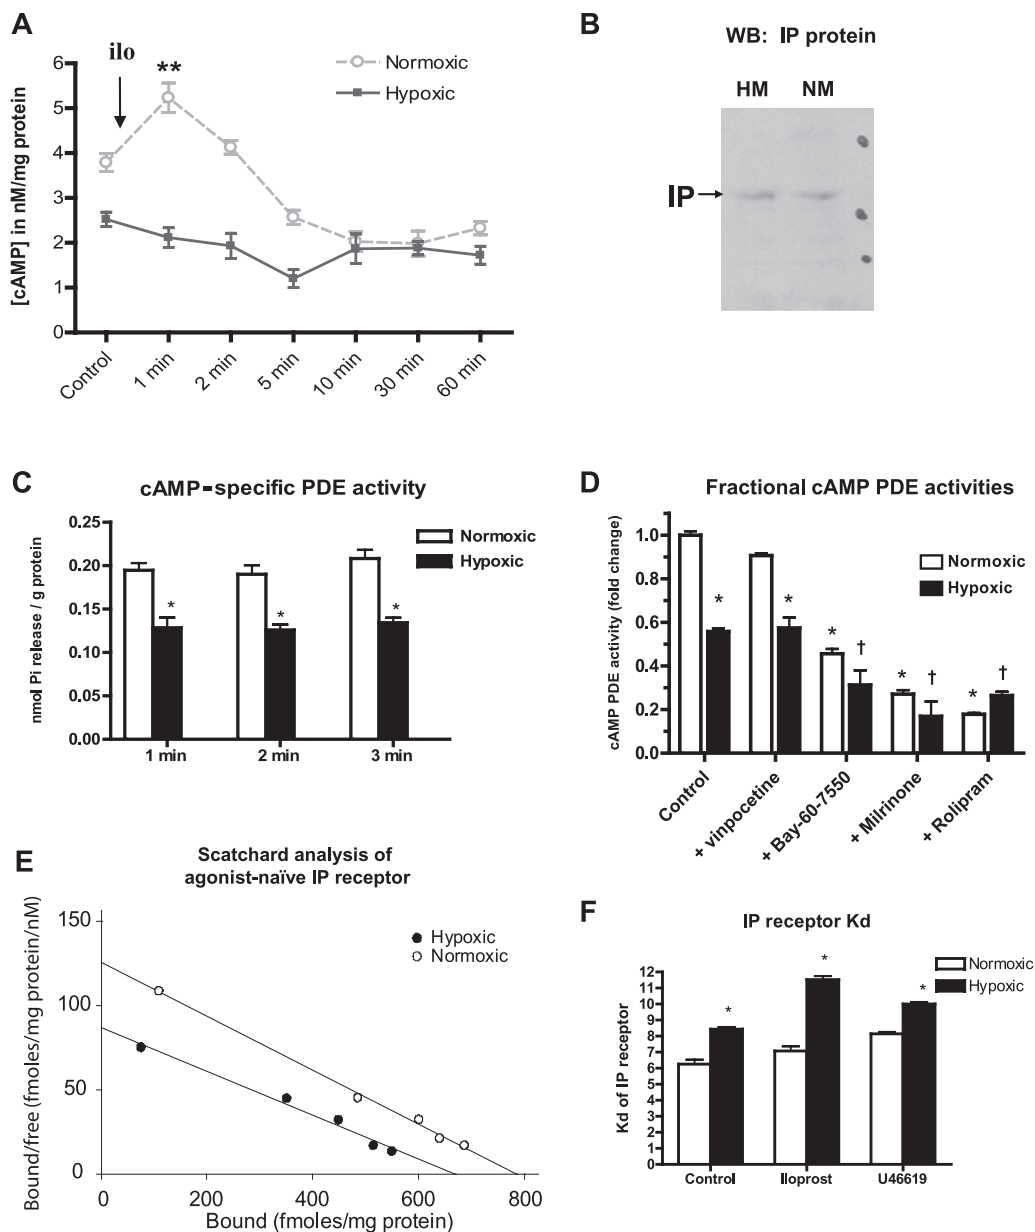 A
ilo
**
Normoxic
Hypoxic
[cAMP] in nM/mg protein
6
5
4
3
2
1
0
Control
1 min
2 min
5 min
10 min
30 min
60 min
B
WB: IP protein
HM NM
IP
C
cAMP-specific PDE activity
nmol Pi release / g protein
0.25
0.20
0.15
0.10
0.05
0.00
Normoxic
Hypoxic
*
*
*
1 min
2 min
3 min
D
Fractional cAMP PDE activities
cAMP PDE activity (fold change)
1.0
0.8
0.6
0.4
0.2
0.0
Normoxic
Hypoxic
*
*
*
†
*
†
*
†
Control
+ vinpocetine
+ Bay-60-7550
+ Milrinone
+ Rolipram
E
Scatchard analysis of
agonist-naïve IP receptor
Bound/free (fmoles/mg protein/nM)
150
100
50
0
Hypoxic
Normoxic
0 200 400 600 800
Bound (fmoles/mg protein)
F
IP receptor Kd
Kd of IP receptor
12
11
10
9
8
7
6
5
4
3
2
1
0
Normoxic
Hypoxic
*
*
*
Control
Iloprost
U46619